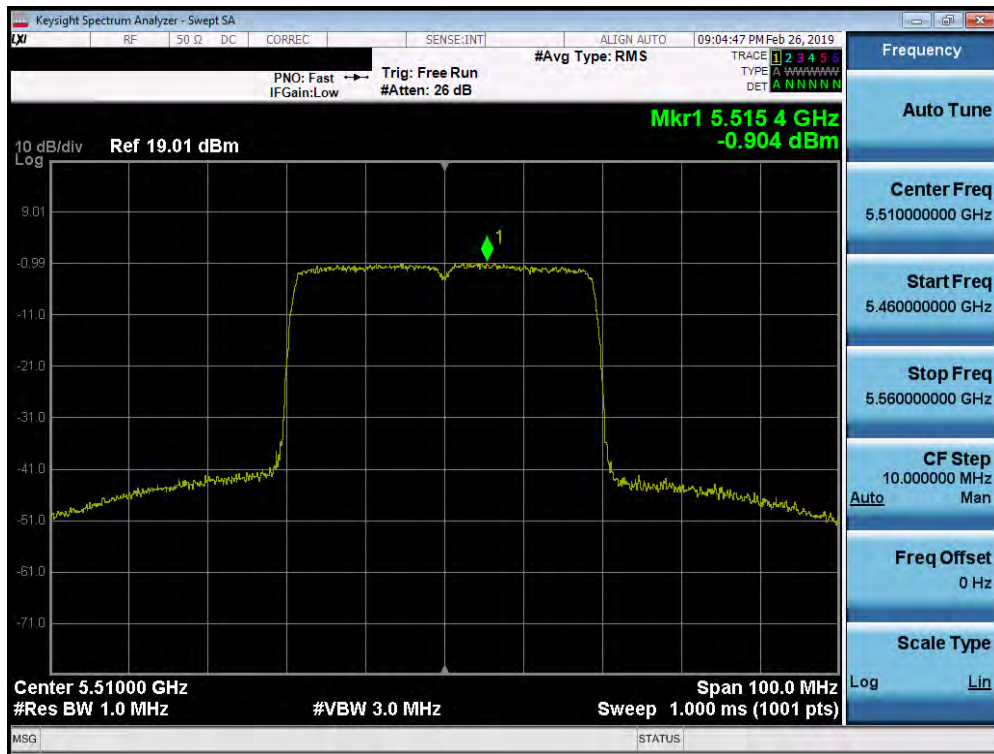 Keysight Spectrum Analyzer - Swept SA
LXI RF 50 Ω DC CORREC SENSE:INT ALIGN AUTO 09:04:47 PM Feb 26, 2019
#Avg Type: RMS TRACE 1 2 3 4 5 6
PNO: Fast Trig: Free Run TYPE A WWWWW
IFGain:Low #Atten: 26 dB DET A N N N N N
Mkr1 5.515 4 GHz
-0.904 dBm
10 dB/div Ref 19.01 dBm
Log
1
9.01
-0.99
-11.0
-21.0
-31.0
-41.0
-51.0
-61.0
-71.0
Center 5.51000 GHz Span 100.0 MHz
#Res BW 1.0 MHz #VBW 3.0 MHz Sweep 1.000 ms (1001 pts)
MSG STATUS
Frequency
Auto Tune
Center Freq
5.510000000 GHz
Start Freq
5.460000000 GHz
Stop Freq
5.560000000 GHz
CF Step
10.000000 MHz
Auto Man
Freq Offset
0 Hz
Scale Type
Log Lin